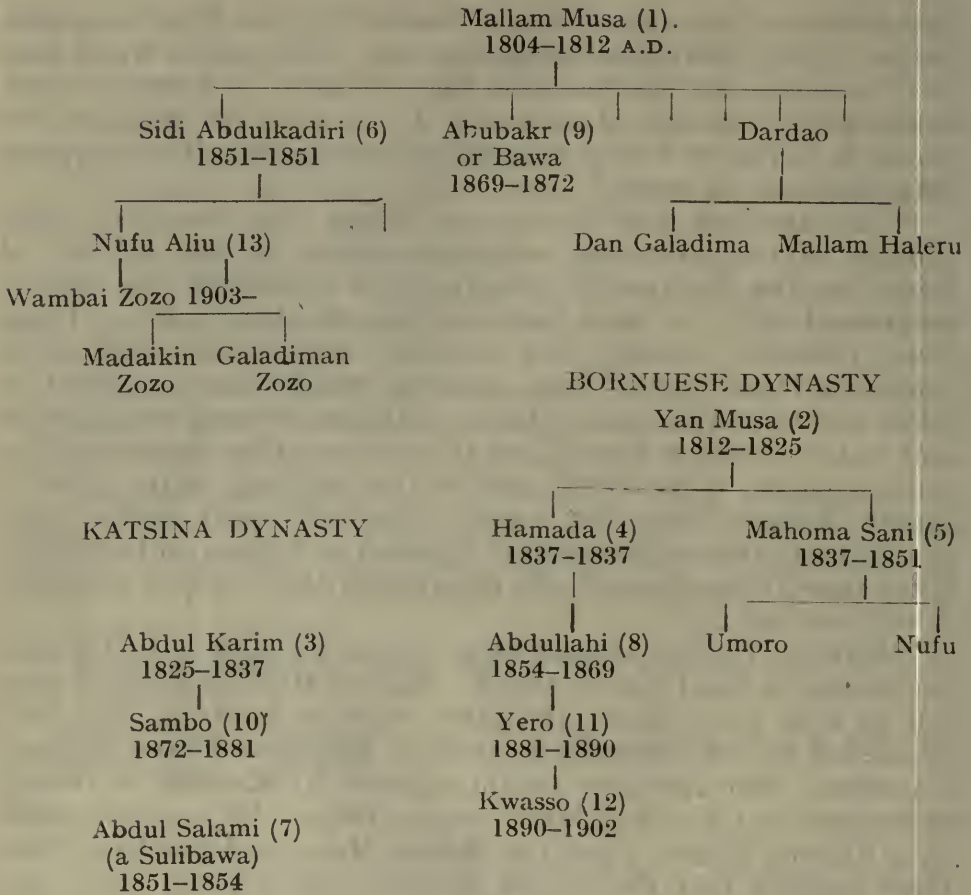 Mallam Musa (1).
1804–1812 A.D.
Sidi Abdulkadiri (6)
1851–1851
Abubakr (9)
or Bawa
1869–1872
Dardao
Nufu Aliu (13)
Dan Galadima
Mallam Haleru
Wambai Zozo 1903–
Madaikin
Zozo
Galadiman
Zozo
BORNUESE DYNASTY
Yan Musa (2)
1812–1825
KATSINA DYNASTY
Hamada (4)
1837–1837
Mahoma Sani (5)
1837–1851
Abdul Karim (3)
1825–1837
Abdullahi (8)
1854–1869
Umoro
Nufu
Sambo (10)
1872–1881
Yero (11)
1881–1890
Kwasso (12)
1890–1902
Abdul Salami (7)
(a Sulibawa)
1851–1854